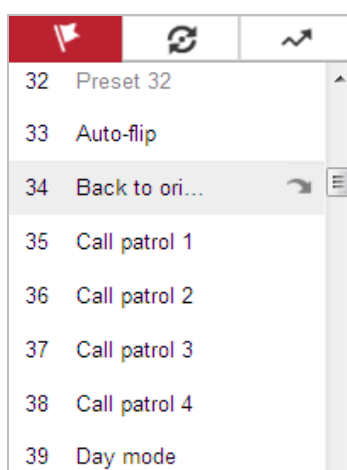 32 Preset 32
33 Auto-flip
34 Back to ori...
35 Call patrol 1
36 Call patrol 2
37 Call patrol 3
38 Call patrol 4
39 Day mode